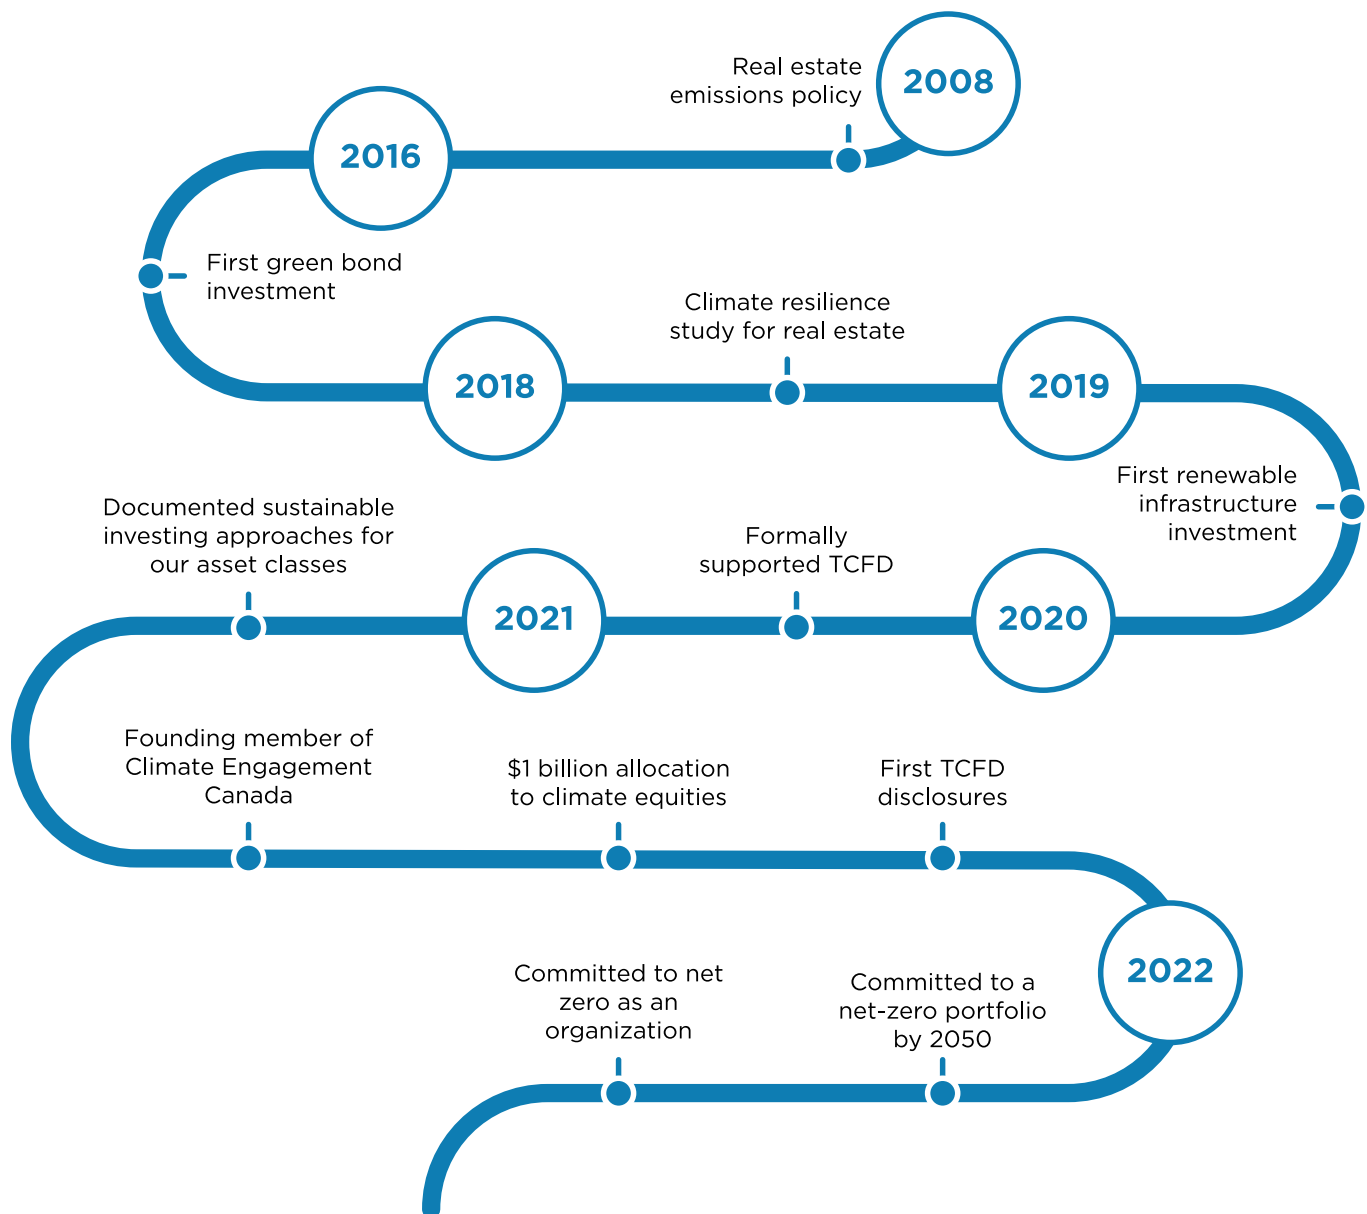 2008
Real estate
emissions policy
2016
First green bond
investment
2018
Climate resilience
study for real estate
2019
First renewable
infrastructure
investment
2020
Formally
supported TCFD
2021
Documented sustainable
investing approaches for
our asset classes
Founding member of
Climate Engagement
Canada
$1 billion allocation
to climate equities
First TCFD
disclosures
2022
Committed to a
net-zero portfolio
by 2050
Committed to net
zero as an
organization